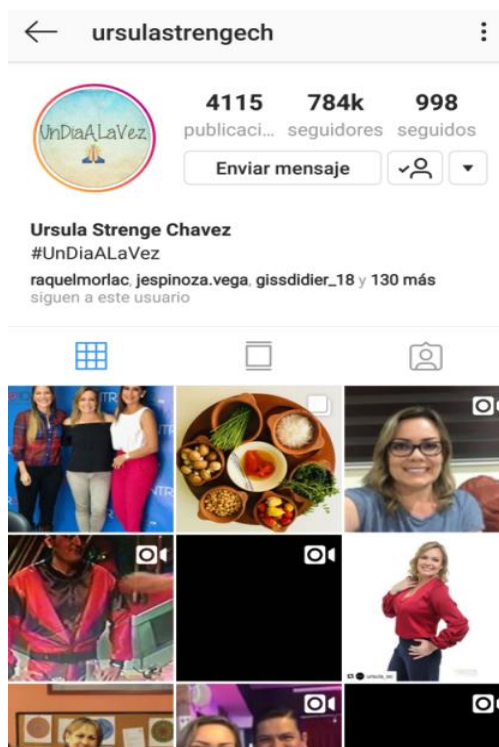 ursulastrengech
4115 784k 998
publicaci... seguidores seguidos
UnDiaALaVez
Enviar mensaje
Ursula Strenge Chavez
#UnDiaALaVez
raquelmorlac, jespinoza.vega, gissdidier_18 y 130 más
siguen a este usuario